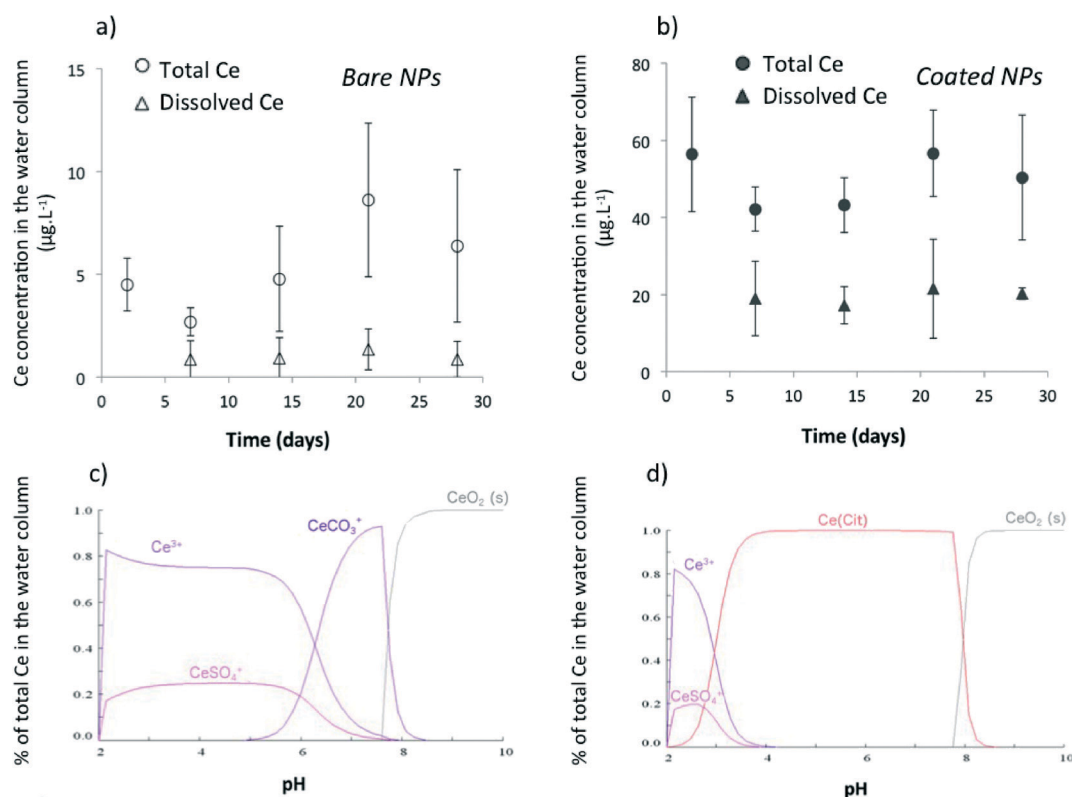 a)
Total Ce
Dissolved Ce
Bare NPs
Ce concentration in the water column
(µg.L⁻¹)
15
10
5
0
0 5 10 15 20 25 30
Time (days)
b)
Total Ce
Dissolved Ce
Coated NPs
Ce concentration in the water column
(µg.L⁻¹)
80
60
40
20
0
0 5 10 15 20 25 30
Time (days)
c)
% of total Ce in the water column
CeO₂ (s)
CeCO₃⁺
Ce³⁺
CeSO₄⁺
1.0
0.8
0.6
0.4
0.2
0.0
2 4 6 8 10
pH
d)
% of total Ce in the water column
Ce(Cit)
CeO₂ (s)
Ce³⁺
CeSO₄⁺
1.0
0.8
0.6
0.4
0.2
0.0
2 4 6 8 10
pH